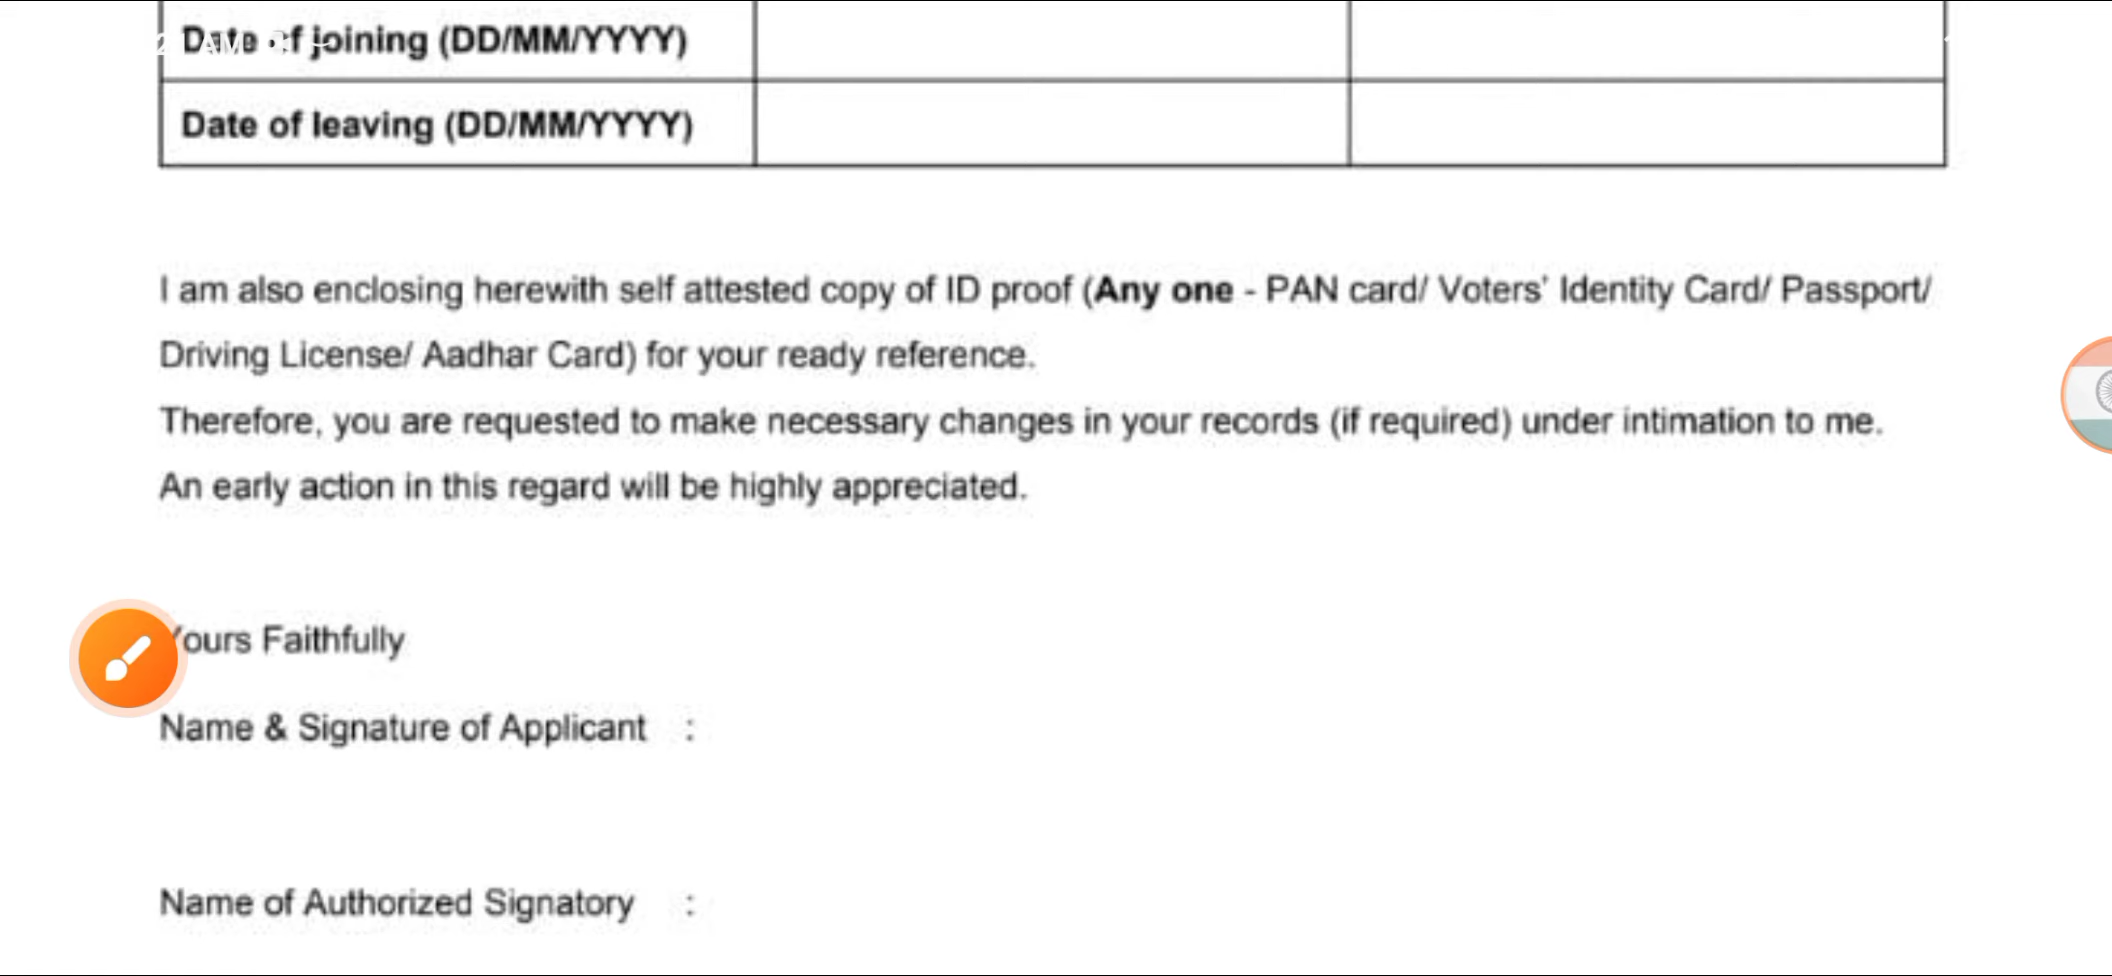 Date of joining (DD/MM/YYYY)
Date of leaving (DD/MM/YYYY)
I am also enclosing herewith self attested copy of ID proof (Any one - PAN card/ Voters' Identity Card/ Passport/
Driving License/ Aadhar Card) for your ready reference.
Therefore, you are requested to make necessary changes in your records (if required) under intimation to me.
An early action in this regard will be highly appreciated.
Yours Faithfully
Name & Signature of Applicant :
Name of Authorized Signatory :